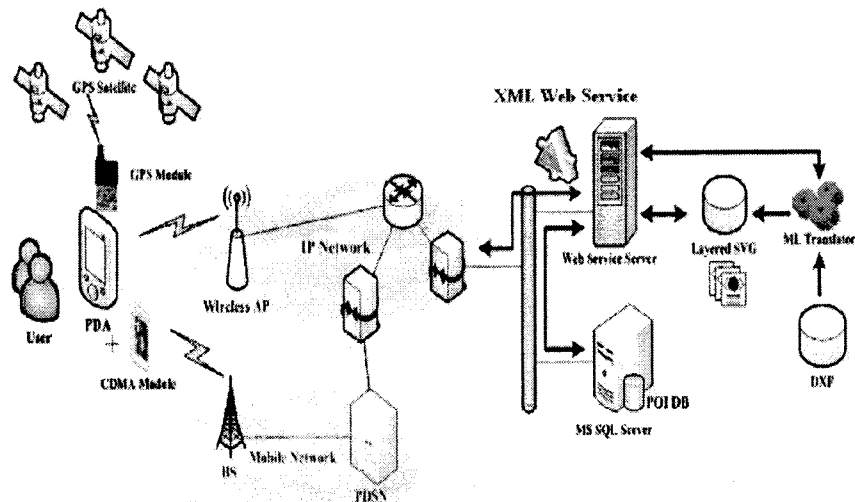 GPS Satellite
XML Web Service
GPS Module
IP Network
Wireless AP
Web Service Server
Layered SVG
ML Translator
User
PDA
CDMA Module
DXF
POI DB
MS SQL Server
BS
Mobile Network
PDSN